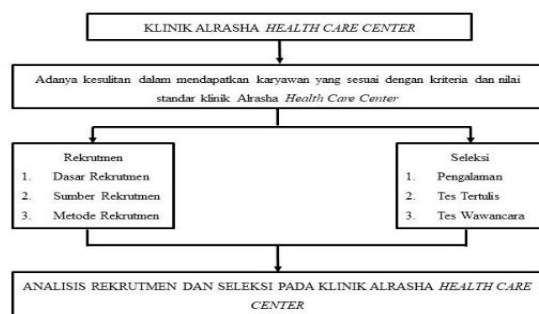 KLINIK ALRASHA HEALTH CARE CENTER
Adanya kesulitan dalam mendapatkan karyawan yang sesuai dengan kriteria dan nilai
standar klinik Alrasha Health Care Center
Rekrutmen
1. Dasar Rekrutmen
2. Sumber Rekrutmen
3. Metode Rekrutmen
Seleksi
1. Pengalaman
2. Tes Tertulis
3. Tes Wawancara
ANALISIS REKRUTMEN DAN SELEKSI PADA KLINIK ALRASHA HEALTH CARE
CENTER